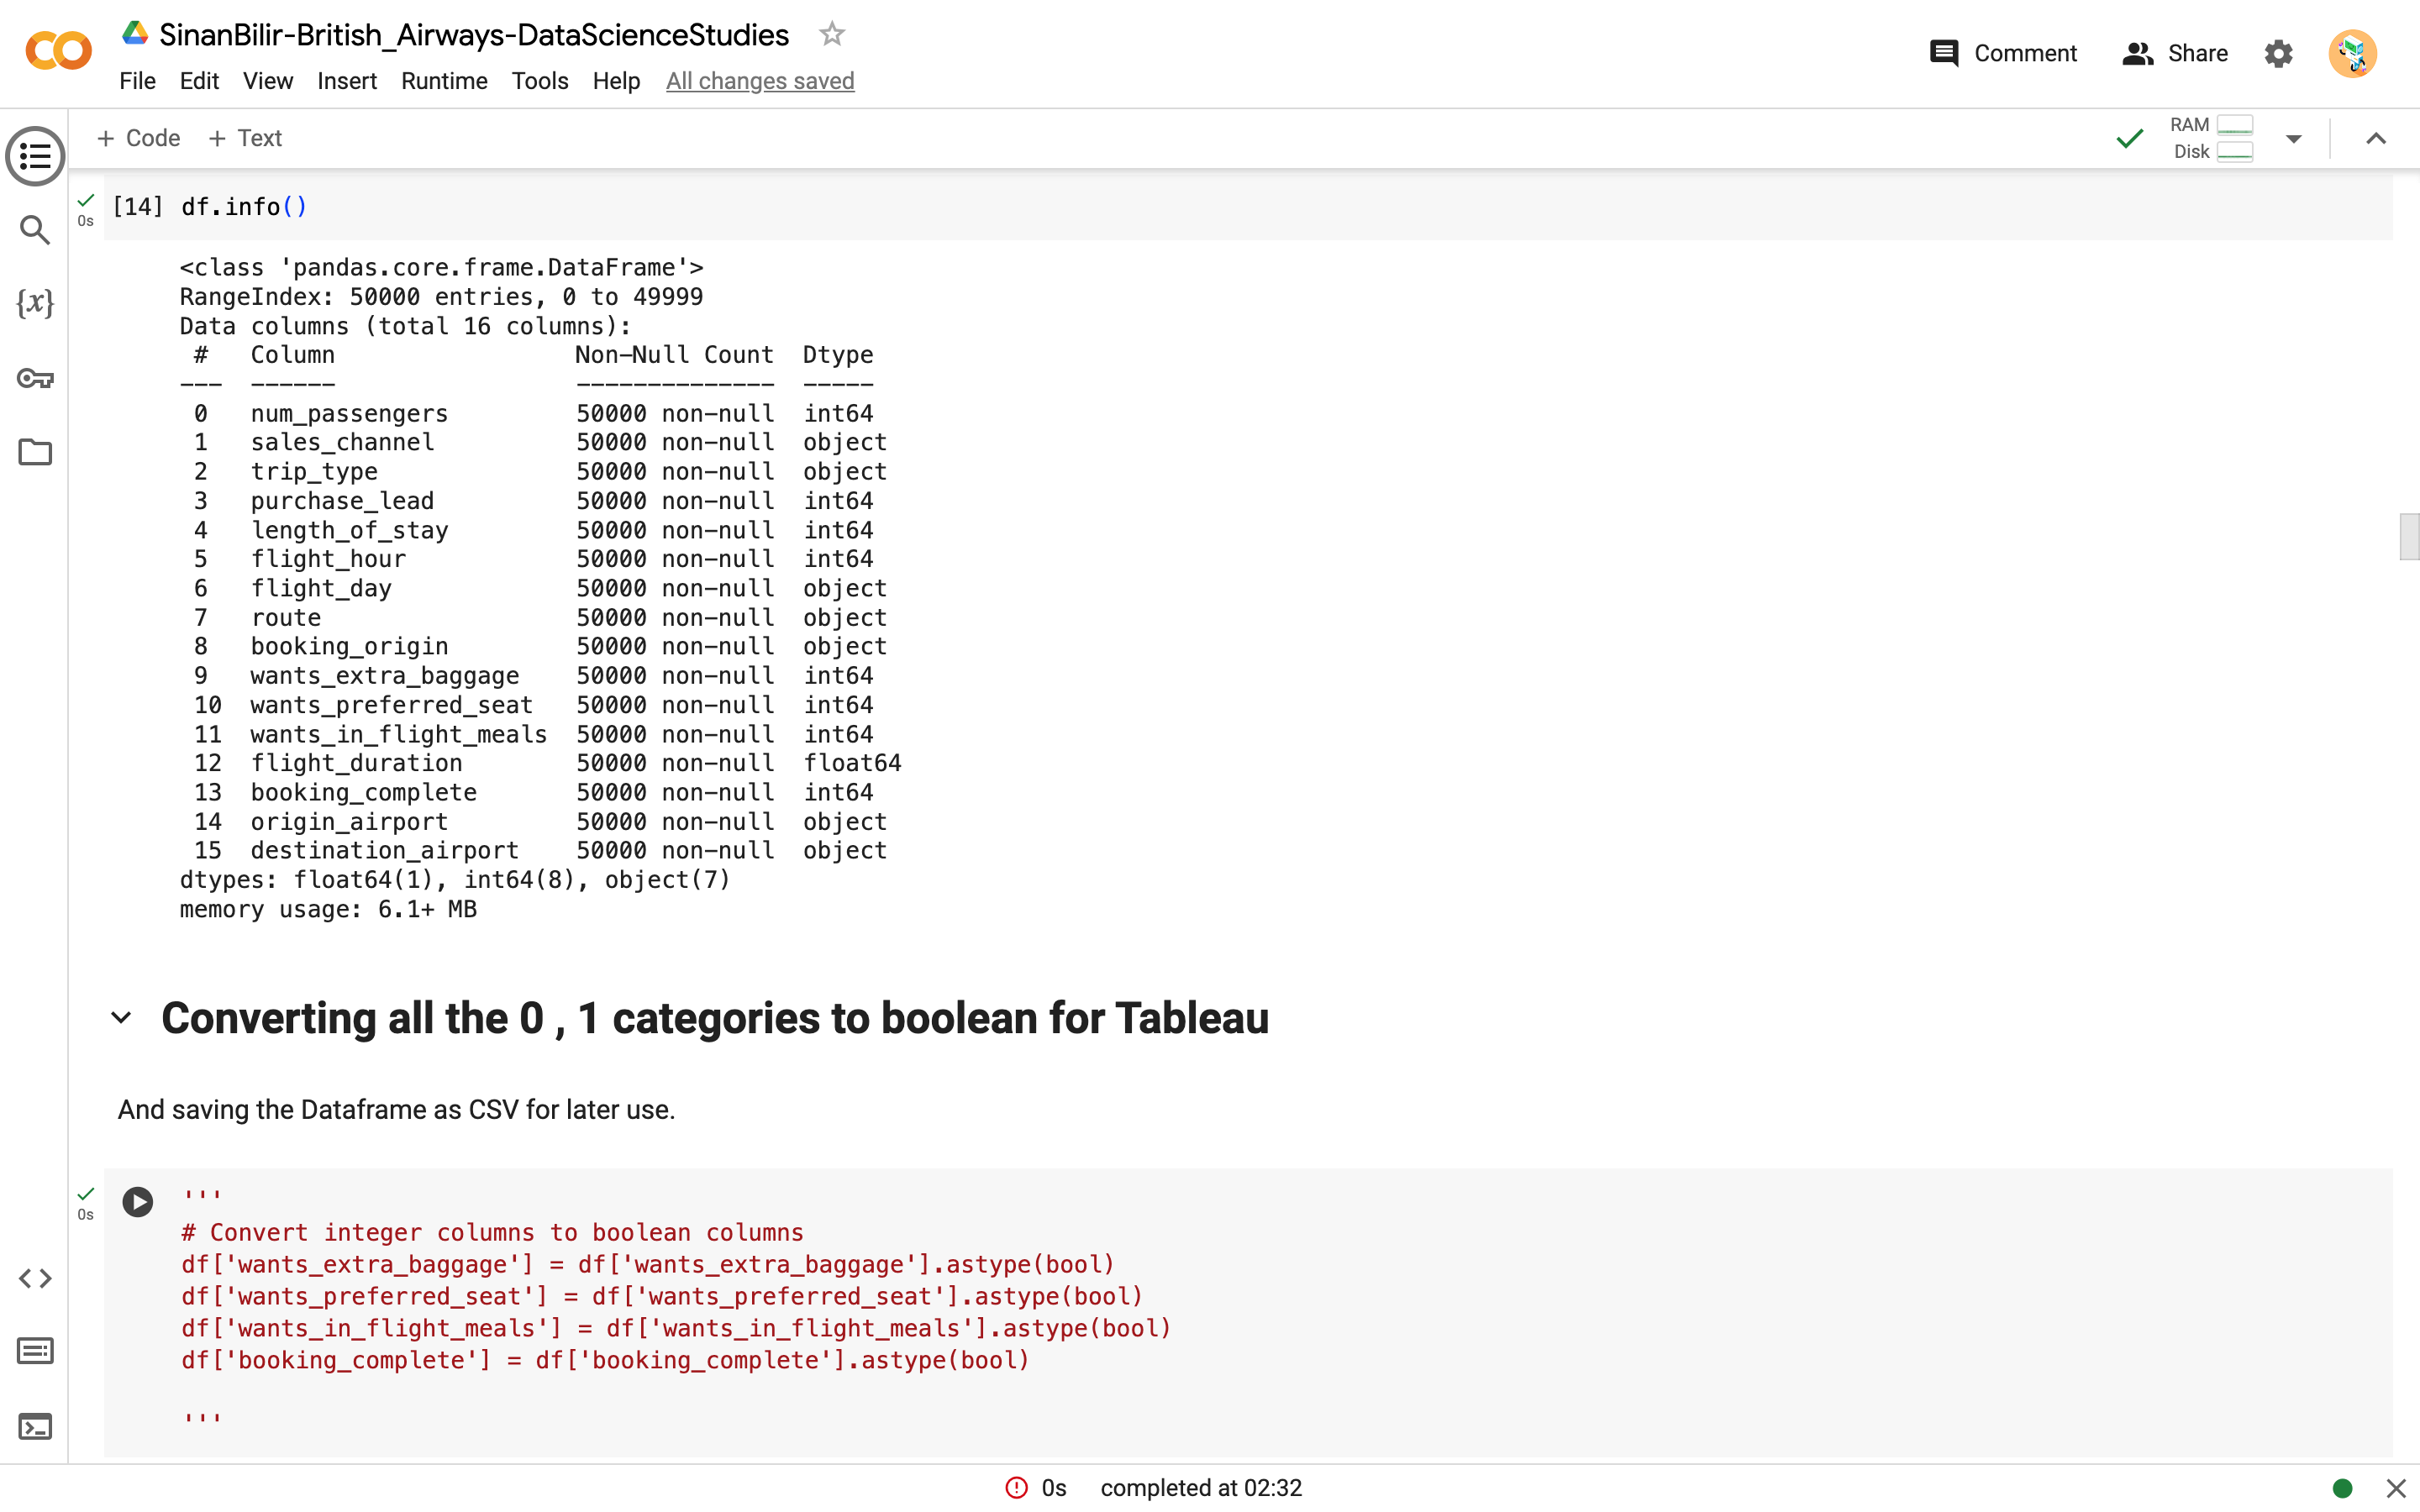 SinanBilir-British_Airways-DataScienceStudies
File Edit View Insert Runtime Tools Help All changes saved
Comment Share
+ Code + Text
RAM
Disk
0s
[14] df.info()
<class 'pandas.core.frame.DataFrame'>
RangeIndex: 50000 entries, 0 to 49999
Data columns (total 16 columns):
 #   Column                 Non-Null Count  Dtype
---  ------                 --------------  -----
 0   num_passengers         50000 non-null  int64
 1   sales_channel          50000 non-null  object
 2   trip_type              50000 non-null  object
 3   purchase_lead          50000 non-null  int64
 4   length_of_stay         50000 non-null  int64
 5   flight_hour            50000 non-null  int64
 6   flight_day             50000 non-null  object
 7   route                  50000 non-null  object
 8   booking_origin         50000 non-null  object
 9   wants_extra_baggage    50000 non-null  int64
 10  wants_preferred_seat   50000 non-null  int64
 11  wants_in_flight_meals  50000 non-null  int64
 12  flight_duration        50000 non-null  float64
 13  booking_complete       50000 non-null  int64
 14  origin_airport         50000 non-null  object
 15  destination_airport    50000 non-null  object
dtypes: float64(1), int64(8), object(7)
memory usage: 6.1+ MB
Converting all the 0 , 1 categories to boolean for Tableau
And saving the Dataframe as CSV for later use.
0s
'''
# Convert integer columns to boolean columns
df['wants_extra_baggage'] = df['wants_extra_baggage'].astype(bool)
df['wants_preferred_seat'] = df['wants_preferred_seat'].astype(bool)
df['wants_in_flight_meals'] = df['wants_in_flight_meals'].astype(bool)
df['booking_complete'] = df['booking_complete'].astype(bool)
'''
0s completed at 02:32